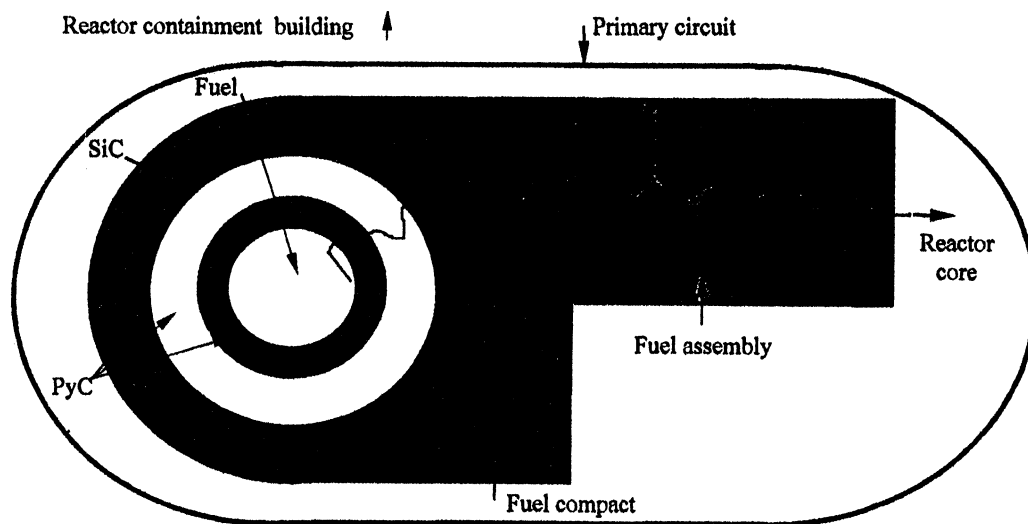 Reactor containment building
Primary circuit
Fuel
SiC
Reactor
core
Fuel assembly
PyC
Fuel compact